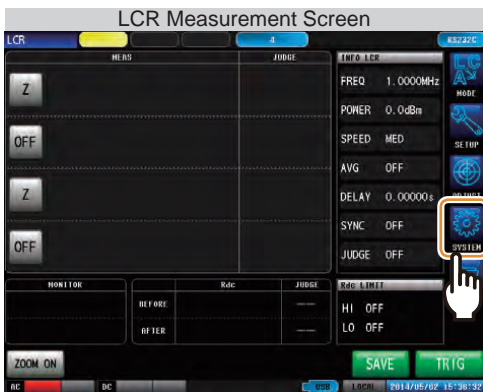 LCR Measurement Screen
LCR 4 RS232C
MEAS JUDGE
Z
OFF
Z
OFF
INFO LCR
FREQ 1.0000MHz
POWER 0.0dBm
SPEED MED
AVG OFF
DELAY 0.00000s
SYNC OFF
JUDGE OFF
LC
MODE
SETUP
ADJUST
SYSTEM
MONITOR Rdc JUDGE
BEFORE ----
AFTER ----
Rdc LIMIT
HI OFF
LO OFF
ZOOM ON
SAVE TRIG
AC DC USB LOCAL 2014/05/02 15:36:32